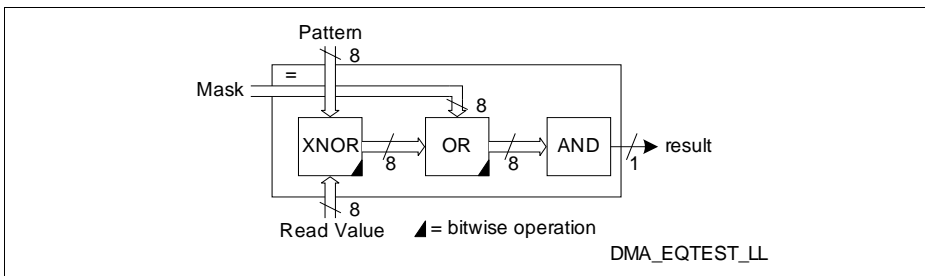 Pattern
8
=
Mask
8
XNOR
8
OR
8
AND
1
result
8
Read Value
= bitwise operation
DMA_EQTEST_LL